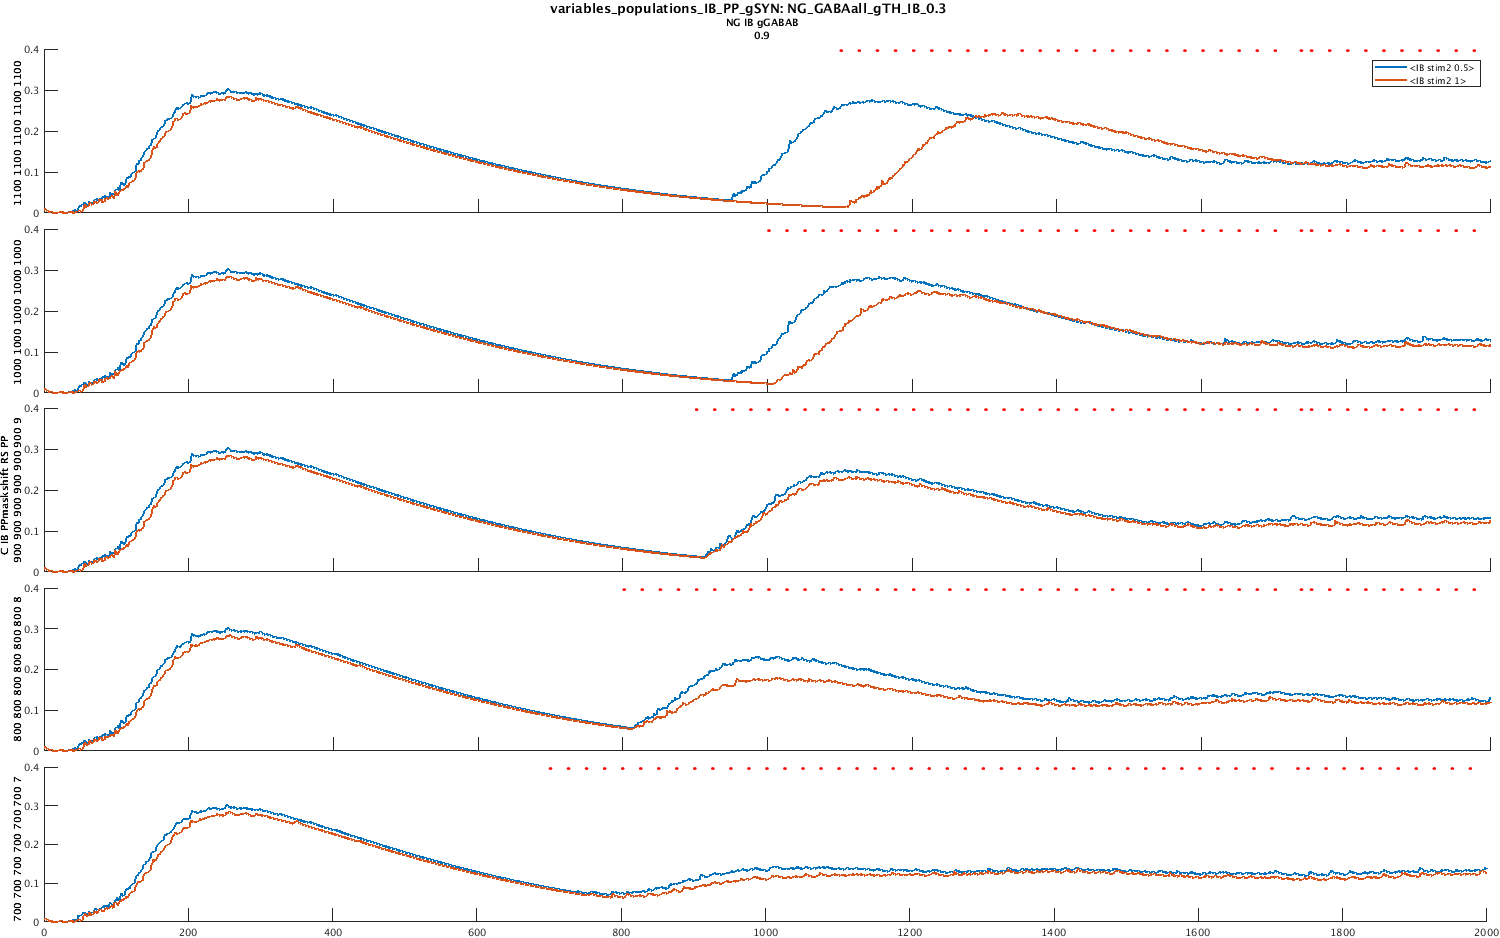 variables_populations_IB_PP_gSYN: NG_GABAall_gTH_IB_0.3
NG IB gGABAB
0.9
1100 1100 1100 1100
0.4
0.3
0.2
0.1
0
<IB stim2 0.5>
<IB stim2 1>
1000 1000 1000 1000
0.4
0.3
0.2
0.1
0
C IB PPmaskshift RS PP
900 900 900 900 900 9
0.4
0.3
0.2
0.1
0
800 800 800 800 800 8
0.4
0.3
0.2
0.1
0
700 700 700 700 700 7
0.4
0.3
0.2
0.1
0
0 200 400 600 800 1000 1200 1400 1600 1800 2000